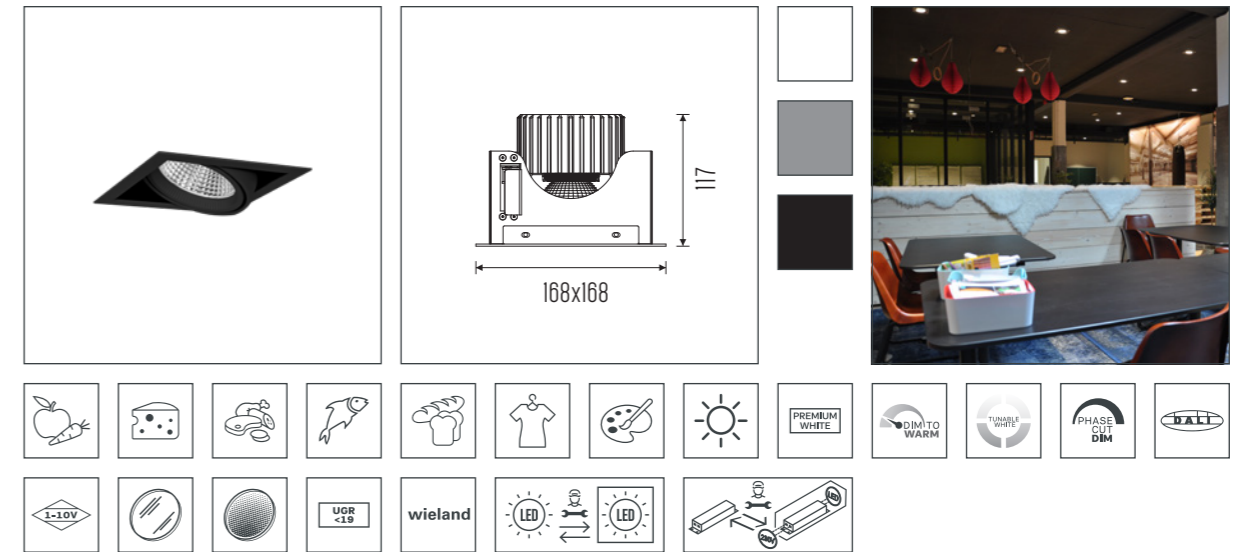 117
168x168
PREMIUM
WHITE
DIM TO
WARM
TUNABLE
WHITE
PHASE
CUT
DIM
DALI
1-10V
UGR
<19
wieland
LED
LED
LED
230V